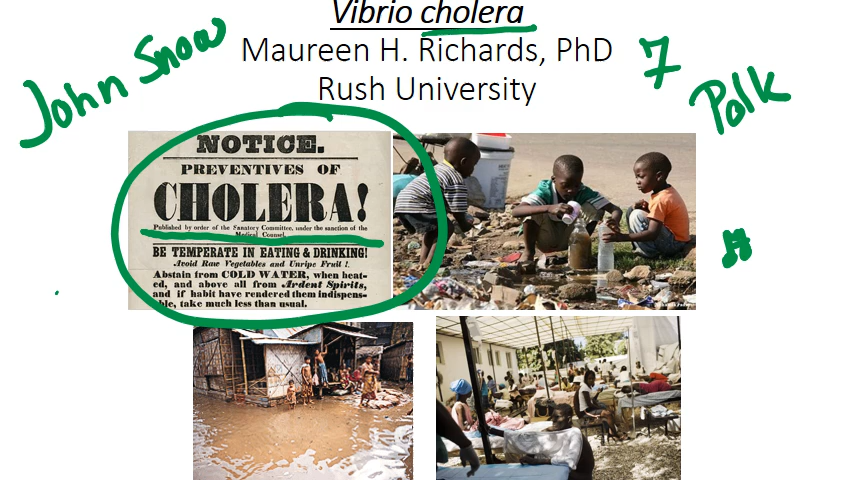 Vibrio cholera
Maureen H. Richards, PhD
Rush University
John Snow
7
Polk
NOTICE.
PREVENTIVES OF
CHOLERA!
Published by order of the Sanatory Committee, under the sanction of the
Medical Counsel.
BE TEMPERATE IN EATING & DRINKING!
Avoid Raw Vegetables and Unripe Fruit !
Abstain from COLD WATER, when heat-
ed, and above all from Ardent Spirits,
and if habit have rendered them indispens-
able, take much less than usual.